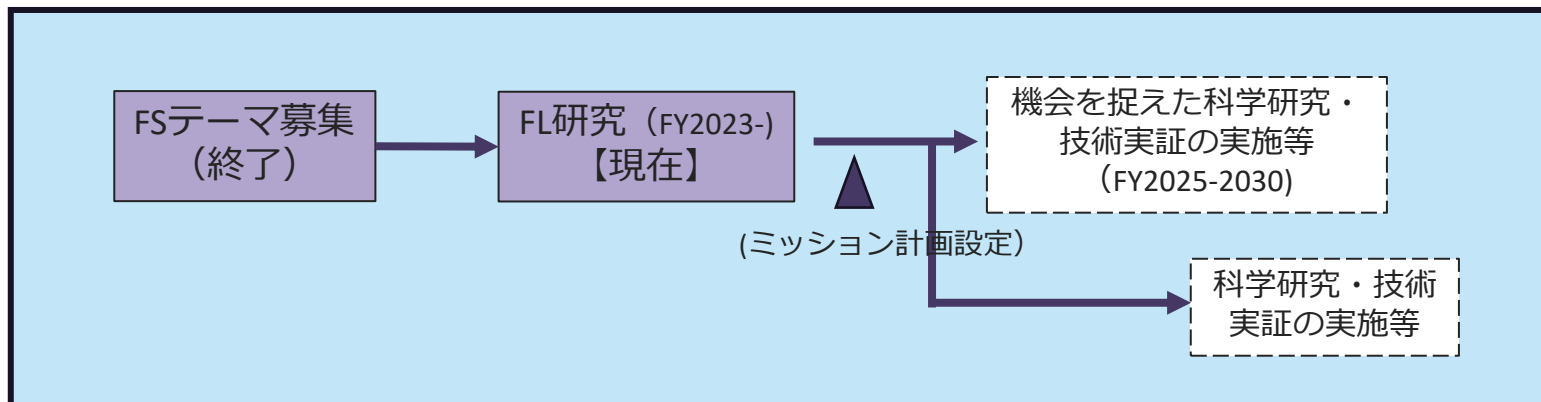 FSテーマ募集
（終了）
FL研究（FY2023-)
【現在】
機会を捉えた科学研究・
技術実証の実施等
（FY2025-2030)
(ミッション計画設定）
科学研究・技術
実証の実施等